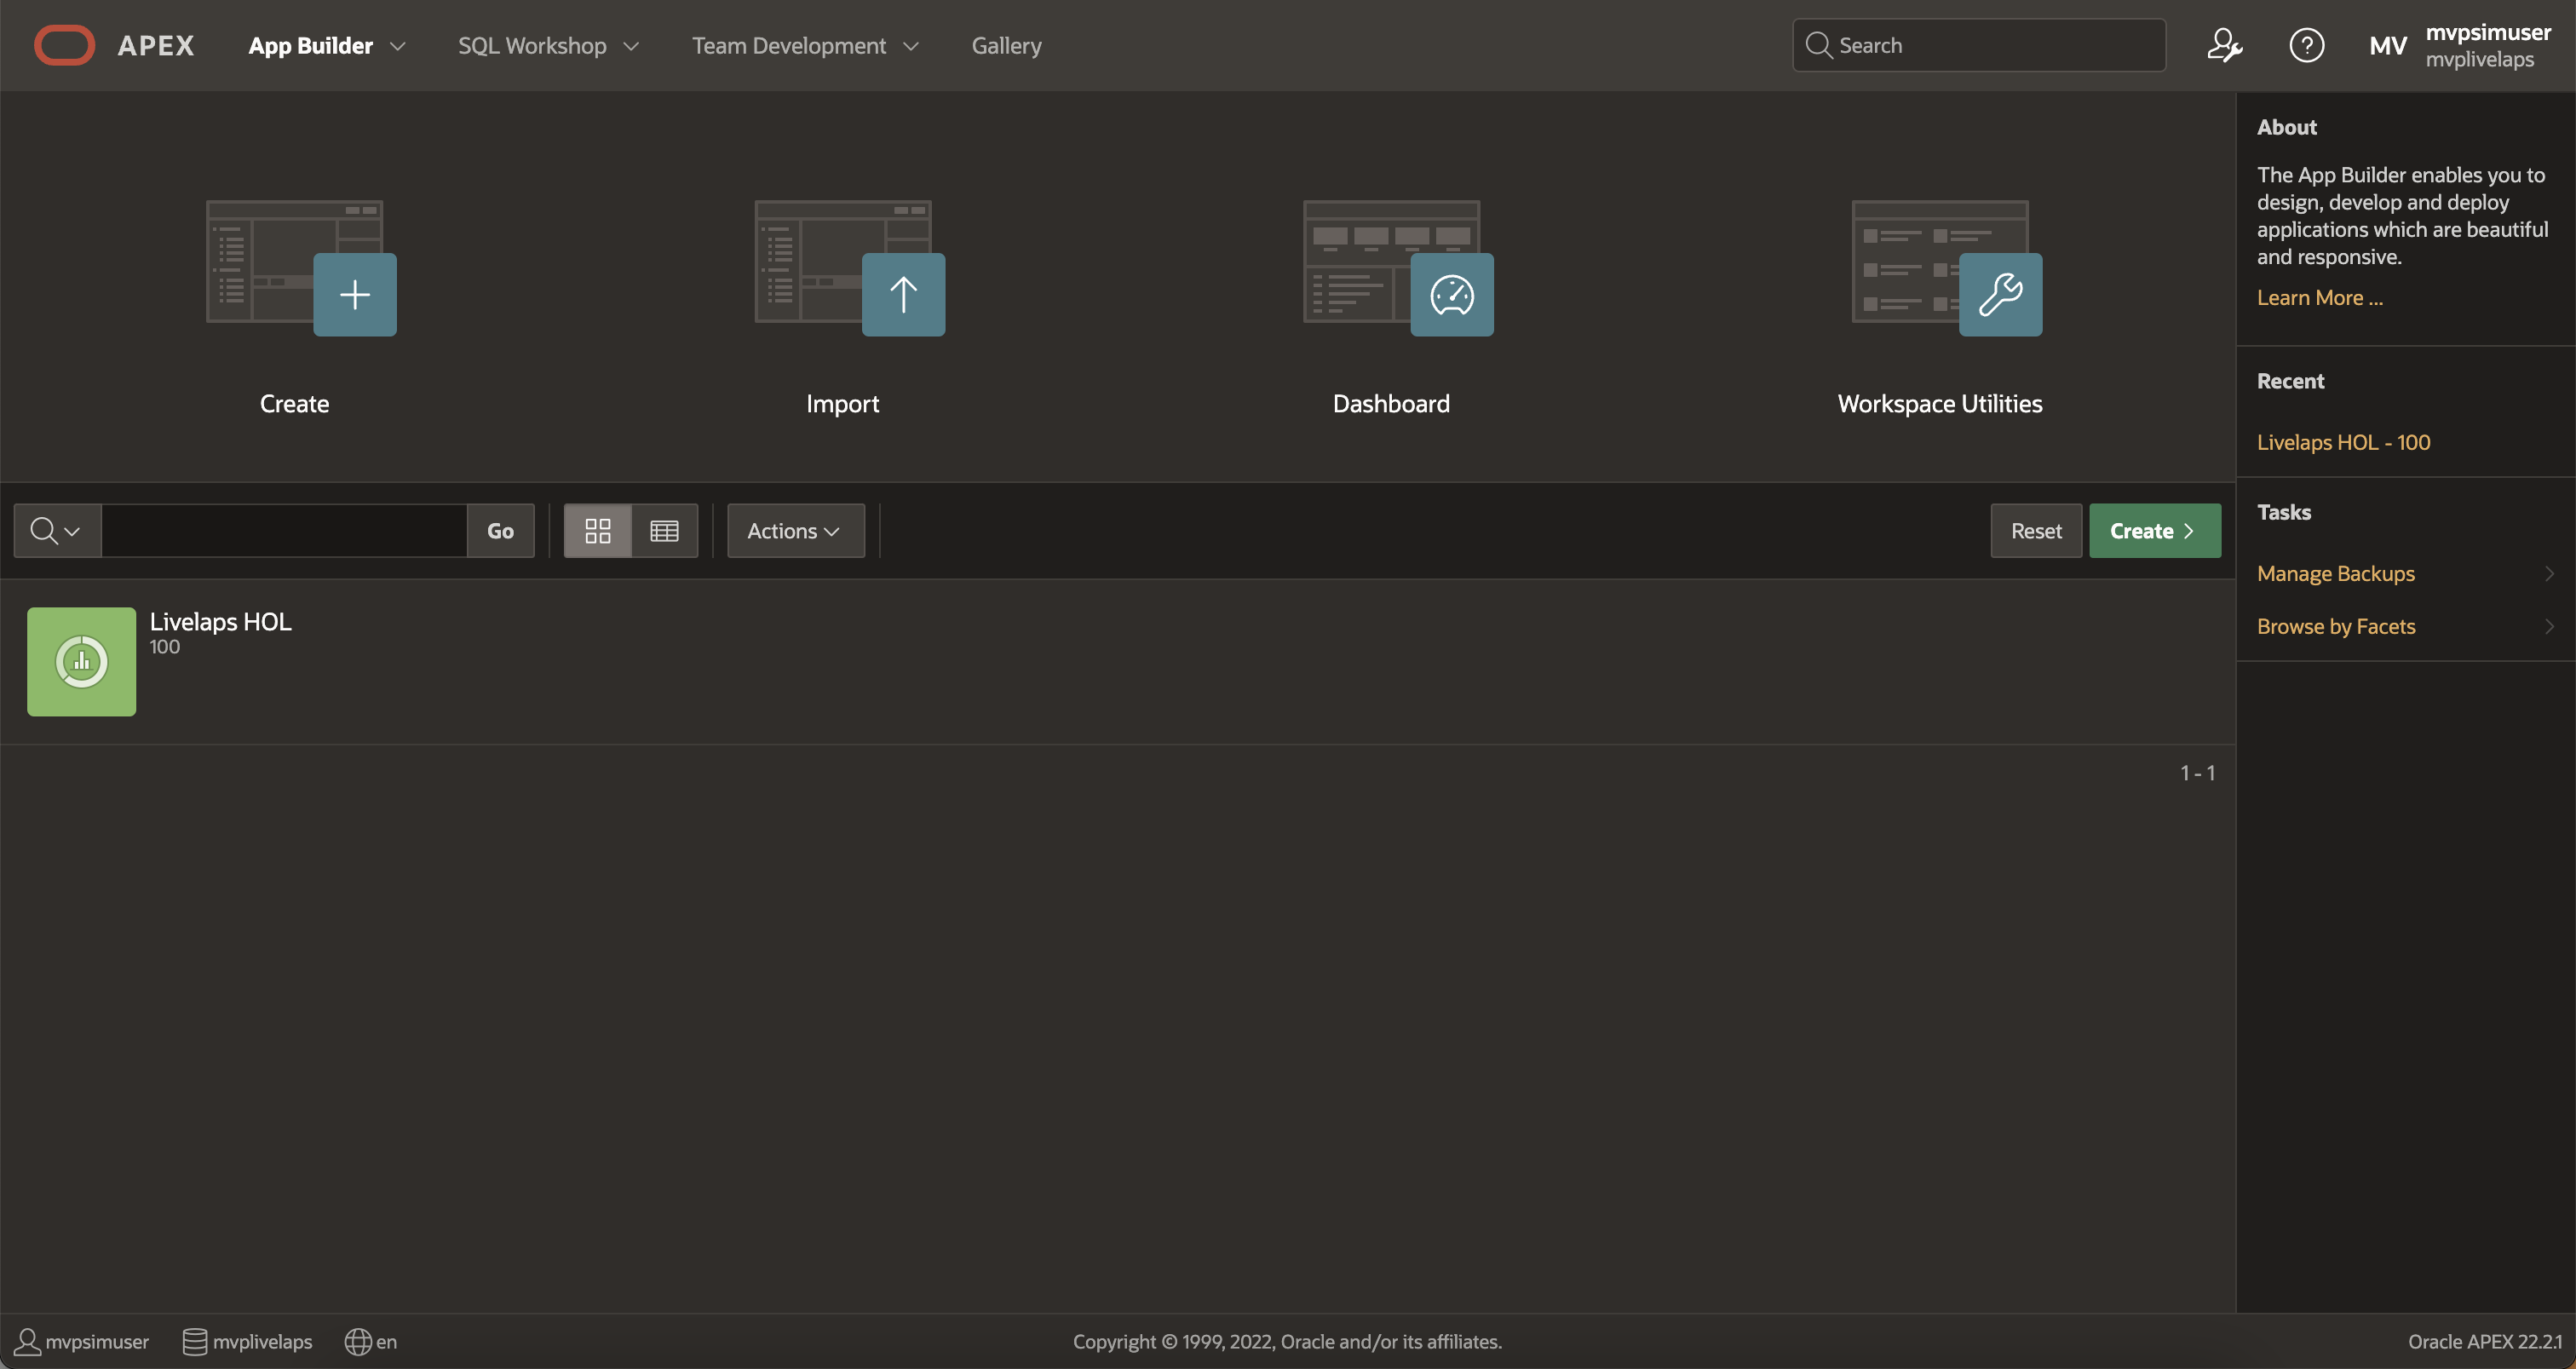 APEX
App Builder
SQL Workshop
Team Development
Gallery
Search
MV
mvpsimuser
mvplivelaps
Create
Import
Dashboard
Workspace Utilities
About
The App Builder enables you to
design, develop and deploy
applications which are beautiful
and responsive.
Learn More ...
Recent
Livelaps HOL - 100
Tasks
Manage Backups
Browse by Facets
Go
Actions
Reset
Create
Livelaps HOL
100
1 - 1
mvpsimuser
mvplivelaps
en
Copyright © 1999, 2022, Oracle and/or its affiliates.
Oracle APEX 22.2.1